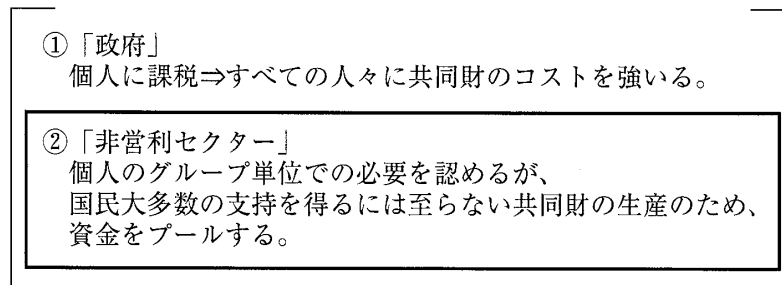 ①「政府」
個人に課税⇒すべての人々に共同財のコストを強いる。
②「非営利セクター」
個人のグループ単位での必要を認めるが、
国民大多数の支持を得るには至らない共同財の生産のため、
資金をプールする。